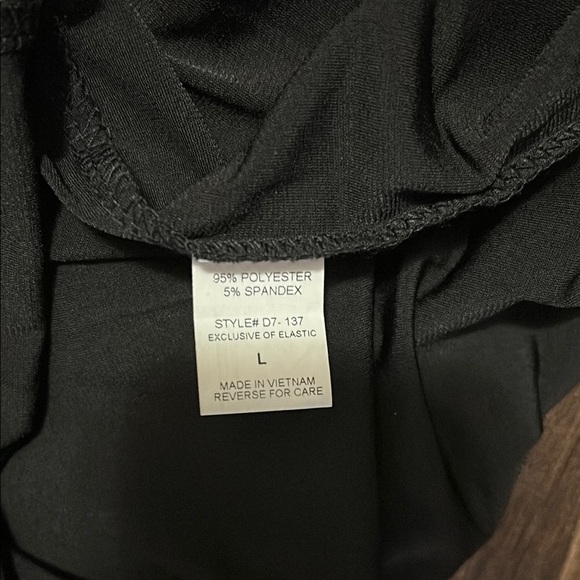 95% POLYESTER
5% SPANDEX
STYLE# D7- 137
EXCLUSIVE OF ELASTIC
L
MADE IN VIETNAM
REVERSE FOR CARE